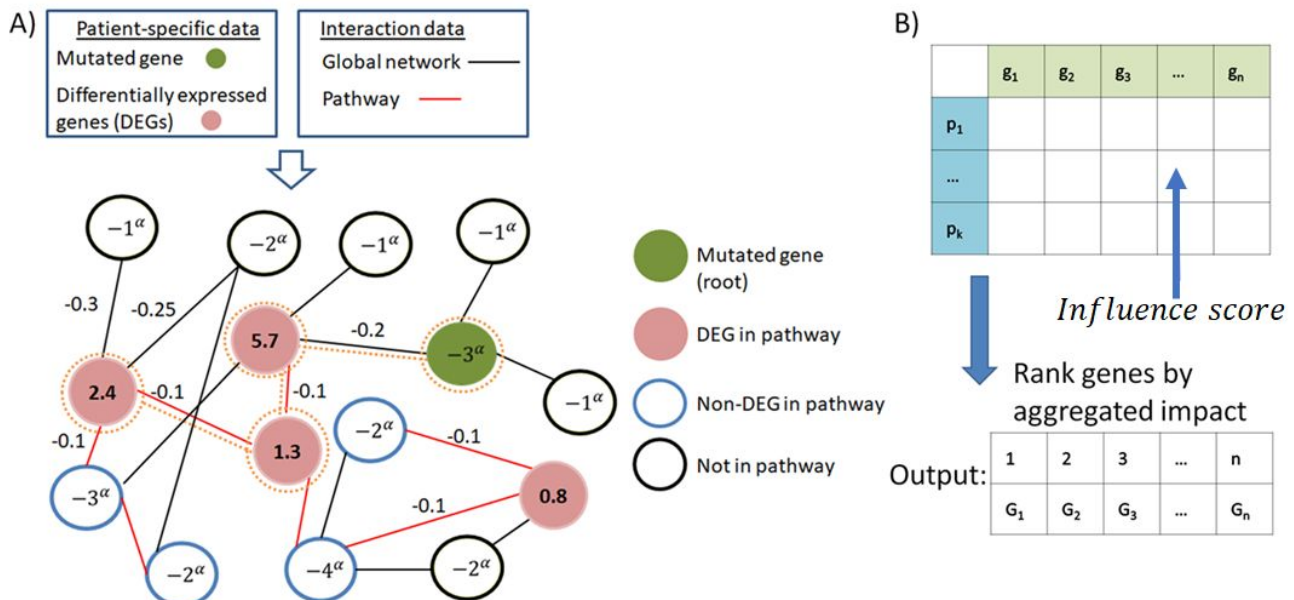 A)
Patient-specific data
Mutated gene
Differentially expressed
genes (DEGs)
Interaction data
Global network
Pathway
−1^α
−2^α
−1^α
−1^α
-0.3
-0.25
5.7
-0.2
−3^α
2.4
-0.1
-0.1
−1^α
-0.1
1.3
−2^α
-0.1
−3^α
-0.1
0.8
−2^α
−4^α
−2^α
Mutated gene
(root)
DEG in pathway
Non-DEG in pathway
Not in pathway
B)
g1 g2 g3 ... gn
p1
...
pk
Influence score
Rank genes by
aggregated impact
Output:
1 2 3 ... n
G1 G2 G3 ... Gn